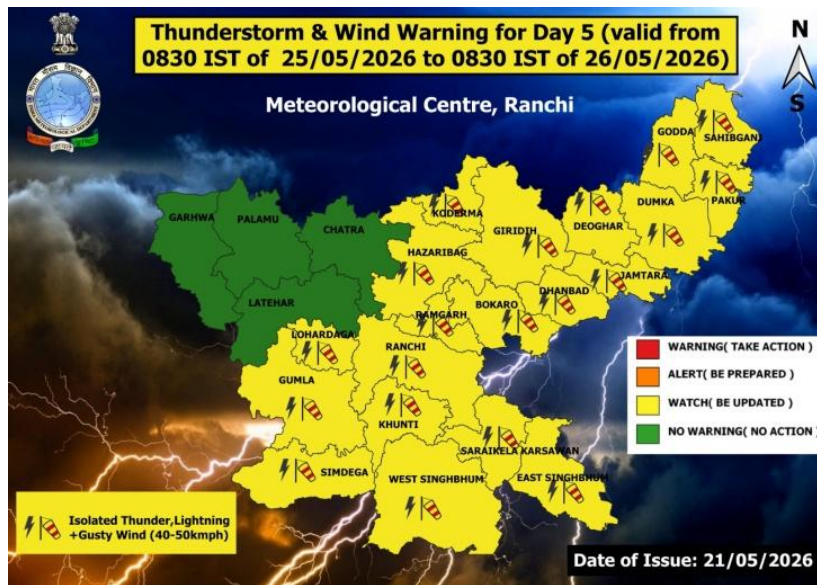 Thunderstorm & Wind Warning for Day 5 (valid from
0830 IST of 25/05/2026 to 0830 IST of 26/05/2026)
N
S
Meteorological Centre, Ranchi
GODDA
SAHIBGANJ
GARHWA
PALAMU
CHATRA
KODERMA
GIRIDIH
DEOGHAR
DUMKA
PAKUR
HAZARIBAG
JAMTARA
LATEHAR
RAMGARH
BOKARO
DHANBAD
LOHARDAGA
RANCHI
GUMLA
KHUNTI
SIMDEGA
WEST SINGHBHUM
SARAIKELA KARSAWAN
EAST SINGHBHUM
WARNING( TAKE ACTION )
ALERT( BE PREPARED )
WATCH( BE UPDATED )
NO WARNING( NO ACTION )
Isolated Thunder,Lightning
+Gusty Wind (40-50kmph)
Date of Issue: 21/05/2026